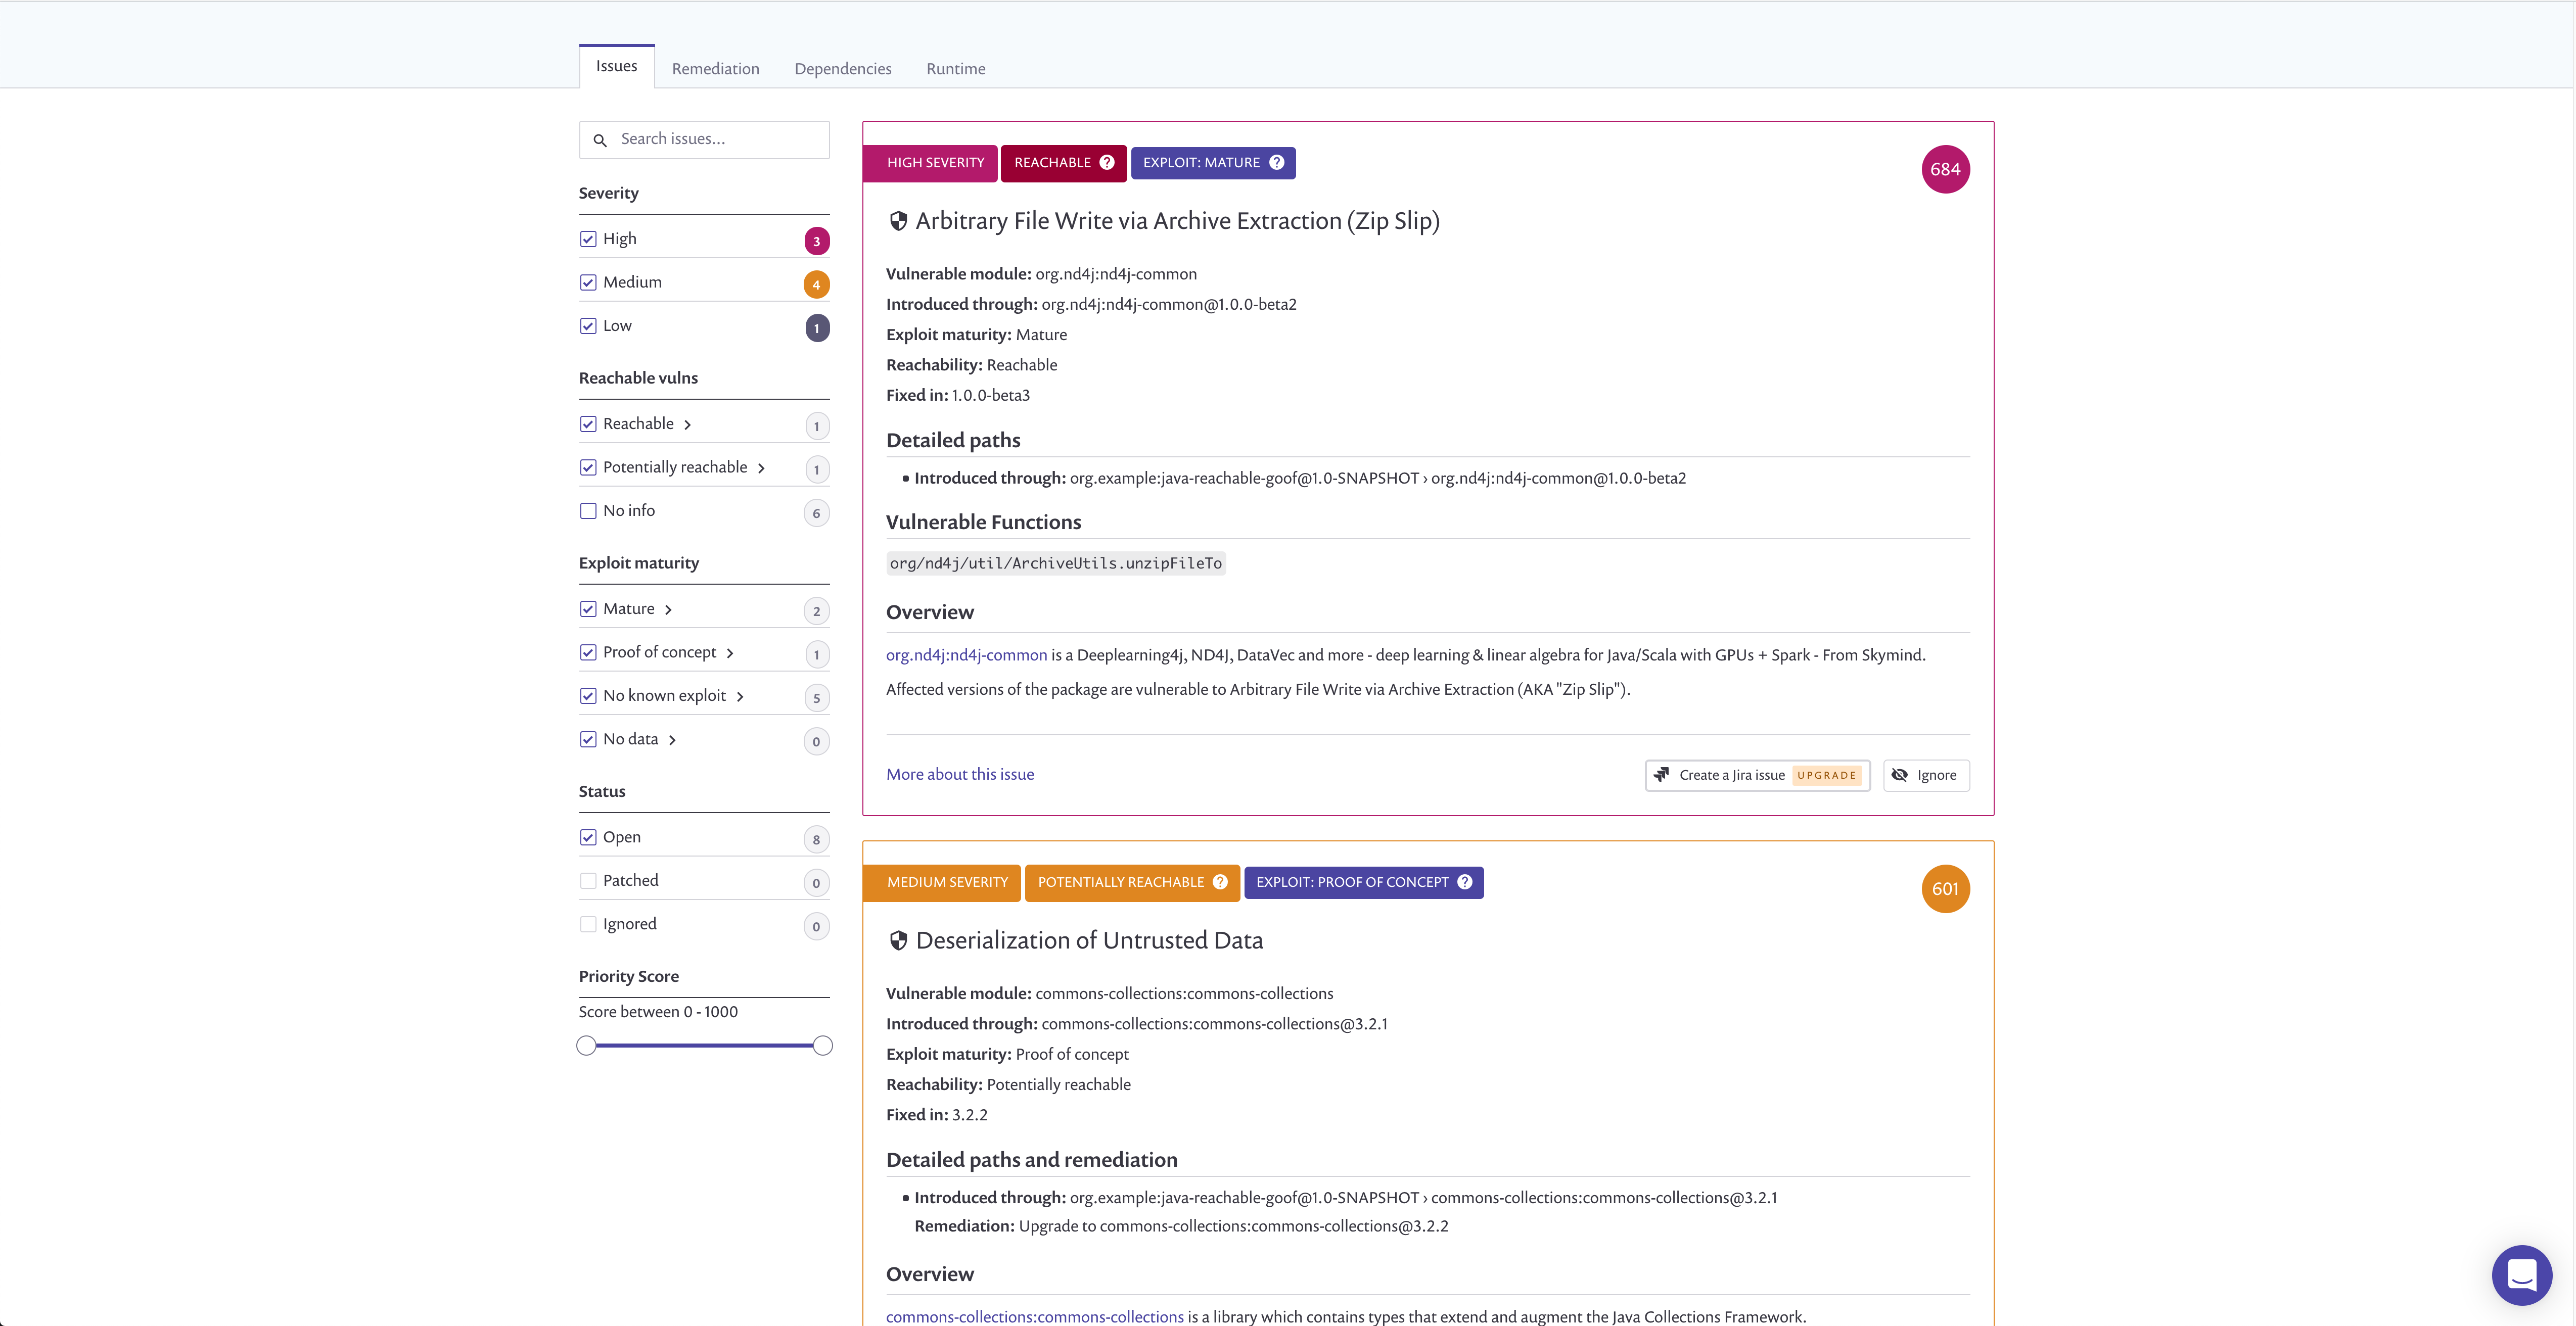 Issues
Remediation
Dependencies
Runtime
Search issues...
Severity
High 3
Medium 4
Low 1
Reachable vulns
Reachable 1
Potentially reachable 1
No info 6
Exploit maturity
Mature 2
Proof of concept 1
No known exploit 5
No data 0
Status
Open 8
Patched 0
Ignored 0
Priority Score
Score between 0 - 1000
HIGH SEVERITY
REACHABLE ?
EXPLOIT: MATURE ?
684
Arbitrary File Write via Archive Extraction (Zip Slip)
Vulnerable module: org.nd4j:nd4j-common
Introduced through: org.nd4j:nd4j-common@1.0.0-beta2
Exploit maturity: Mature
Reachability: Reachable
Fixed in: 1.0.0-beta3
Detailed paths
• Introduced through: org.example:java-reachable-goof@1.0-SNAPSHOT › org.nd4j:nd4j-common@1.0.0-beta2
Vulnerable Functions
org/nd4j/util/ArchiveUtils.unzipFileTo
Overview
org.nd4j:nd4j-common is a Deeplearning4j, ND4J, DataVec and more - deep learning & linear algebra for Java/Scala with GPUs + Spark - From Skymind.
Affected versions of the package are vulnerable to Arbitrary File Write via Archive Extraction (AKA "Zip Slip").
More about this issue
Create a Jira issue UPGRADE
Ignore
MEDIUM SEVERITY
POTENTIALLY REACHABLE ?
EXPLOIT: PROOF OF CONCEPT ?
601
Deserialization of Untrusted Data
Vulnerable module: commons-collections:commons-collections
Introduced through: commons-collections:commons-collections@3.2.1
Exploit maturity: Proof of concept
Reachability: Potentially reachable
Fixed in: 3.2.2
Detailed paths and remediation
• Introduced through: org.example:java-reachable-goof@1.0-SNAPSHOT › commons-collections:commons-collections@3.2.1
Remediation: Upgrade to commons-collections:commons-collections@3.2.2
Overview
commons-collections:commons-collections is a library which contains types that extend and augment the Java Collections Framework.